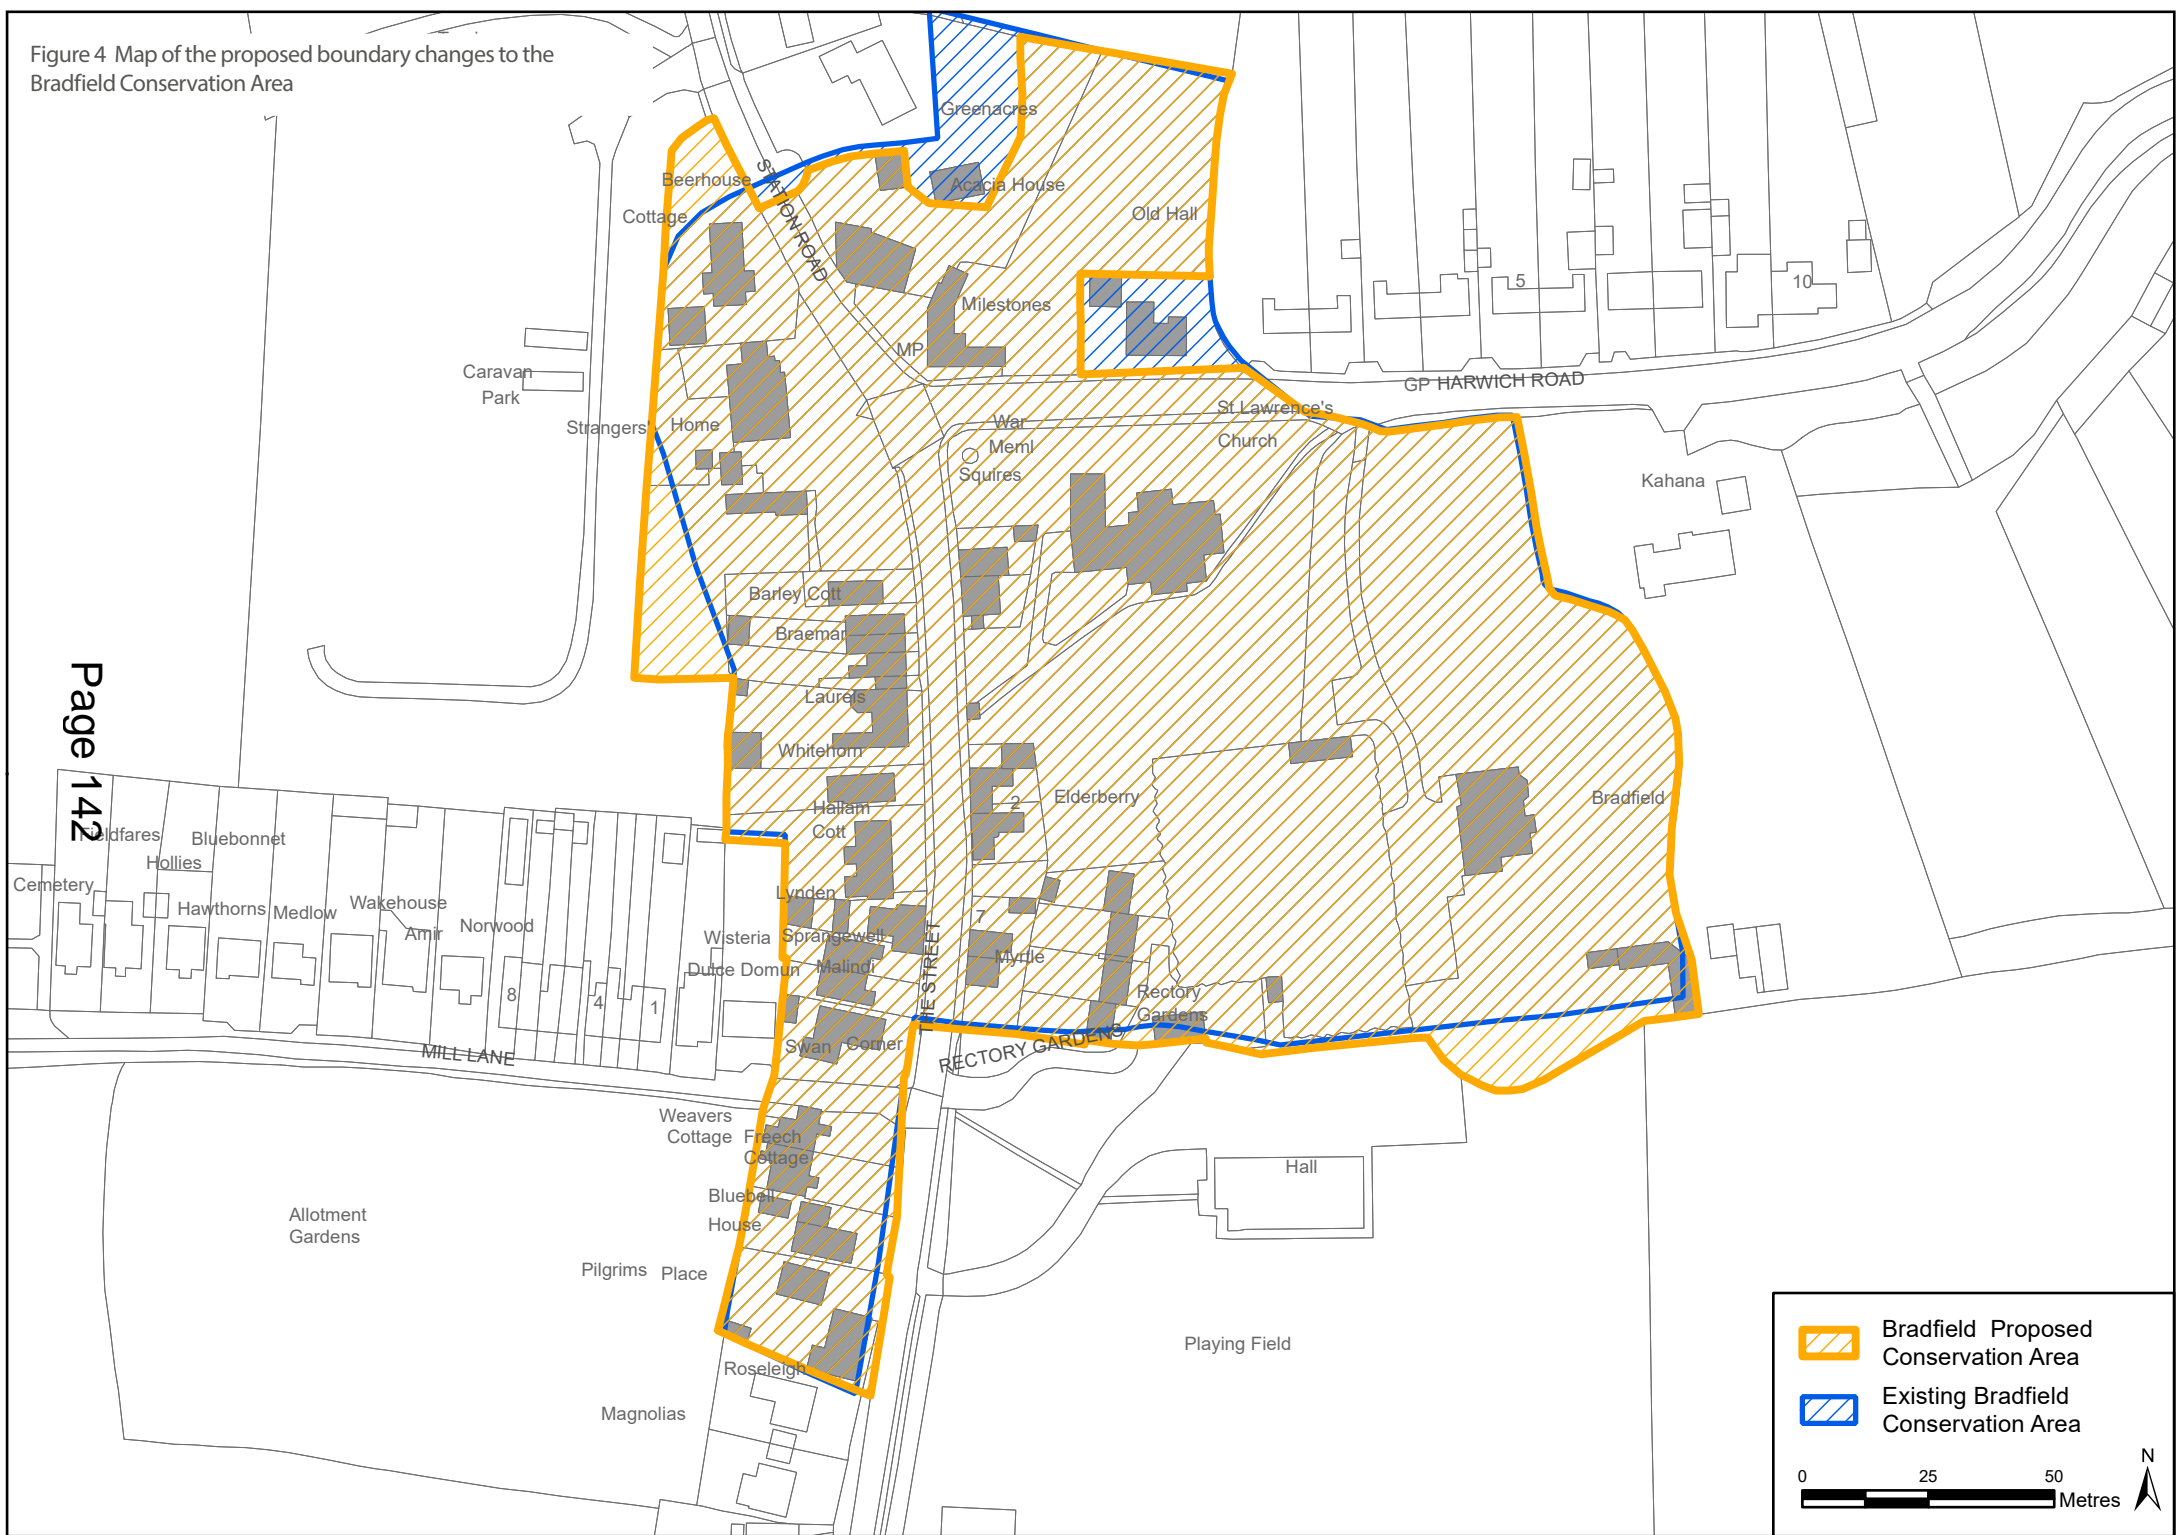 Figure 4 Map of the proposed boundary changes to the
Bradfield Conservation Area
Greenacres
Beerhouse
Cottage
STATION ROAD
Acacia House
Old Hall
Milestones
MP
5
10
Caravan
Park
Strangers'
Home
GP
HARWICH ROAD
War
Meml
Squires
St Lawrence's
Church
Kahana
Barley Cott
Braemar
Laurels
Whitehorn
Hallam
Cott
2
Elderberry
Bradfield
Page 142
Fieldfares
Bluebonnet
Hollies
Cemetery
Hawthorns
Medlow
Wakehouse
Amir
Norwood
8
4
1
Lynden
Wisteria
Sprangewell
Dulce Domun
Malindi
THE STREET
7
Myrtle
Rectory
Gardens
Swan
Corner
RECTORY GARDENS
MILL LANE
Weavers
Cottage
Freech
Cottage
Bluebell
House
Pilgrims
Place
Roseleigh
Magnolias
Allotment
Gardens
Hall
Playing Field
Bradfield Proposed
Conservation Area
Existing Bradfield
Conservation Area
N
0 25 50
Metres